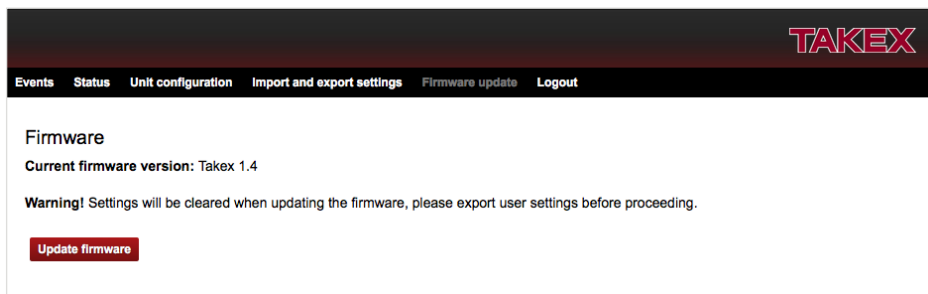 TAKEX
Events Status Unit configuration Import and export settings Firmware update Logout
Firmware
Current firmware version: Takex 1.4
Warning! Settings will be cleared when updating the firmware, please export user settings before proceeding.
Update firmware